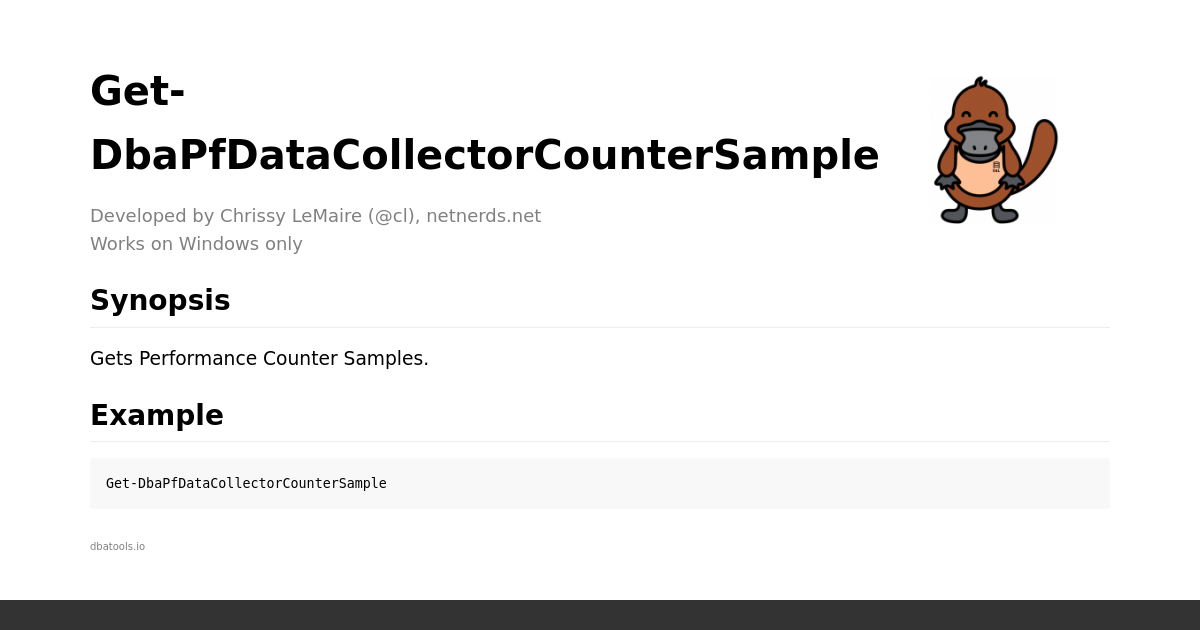 Get-
DbaPfDataCollectorCounterSample
Developed by Chrissy LeMaire (@cl), netnerds.net
Works on Windows only
Synopsis
Gets Performance Counter Samples.
Example
Get-DbaPfDataCollectorCounterSample
dbatools.io